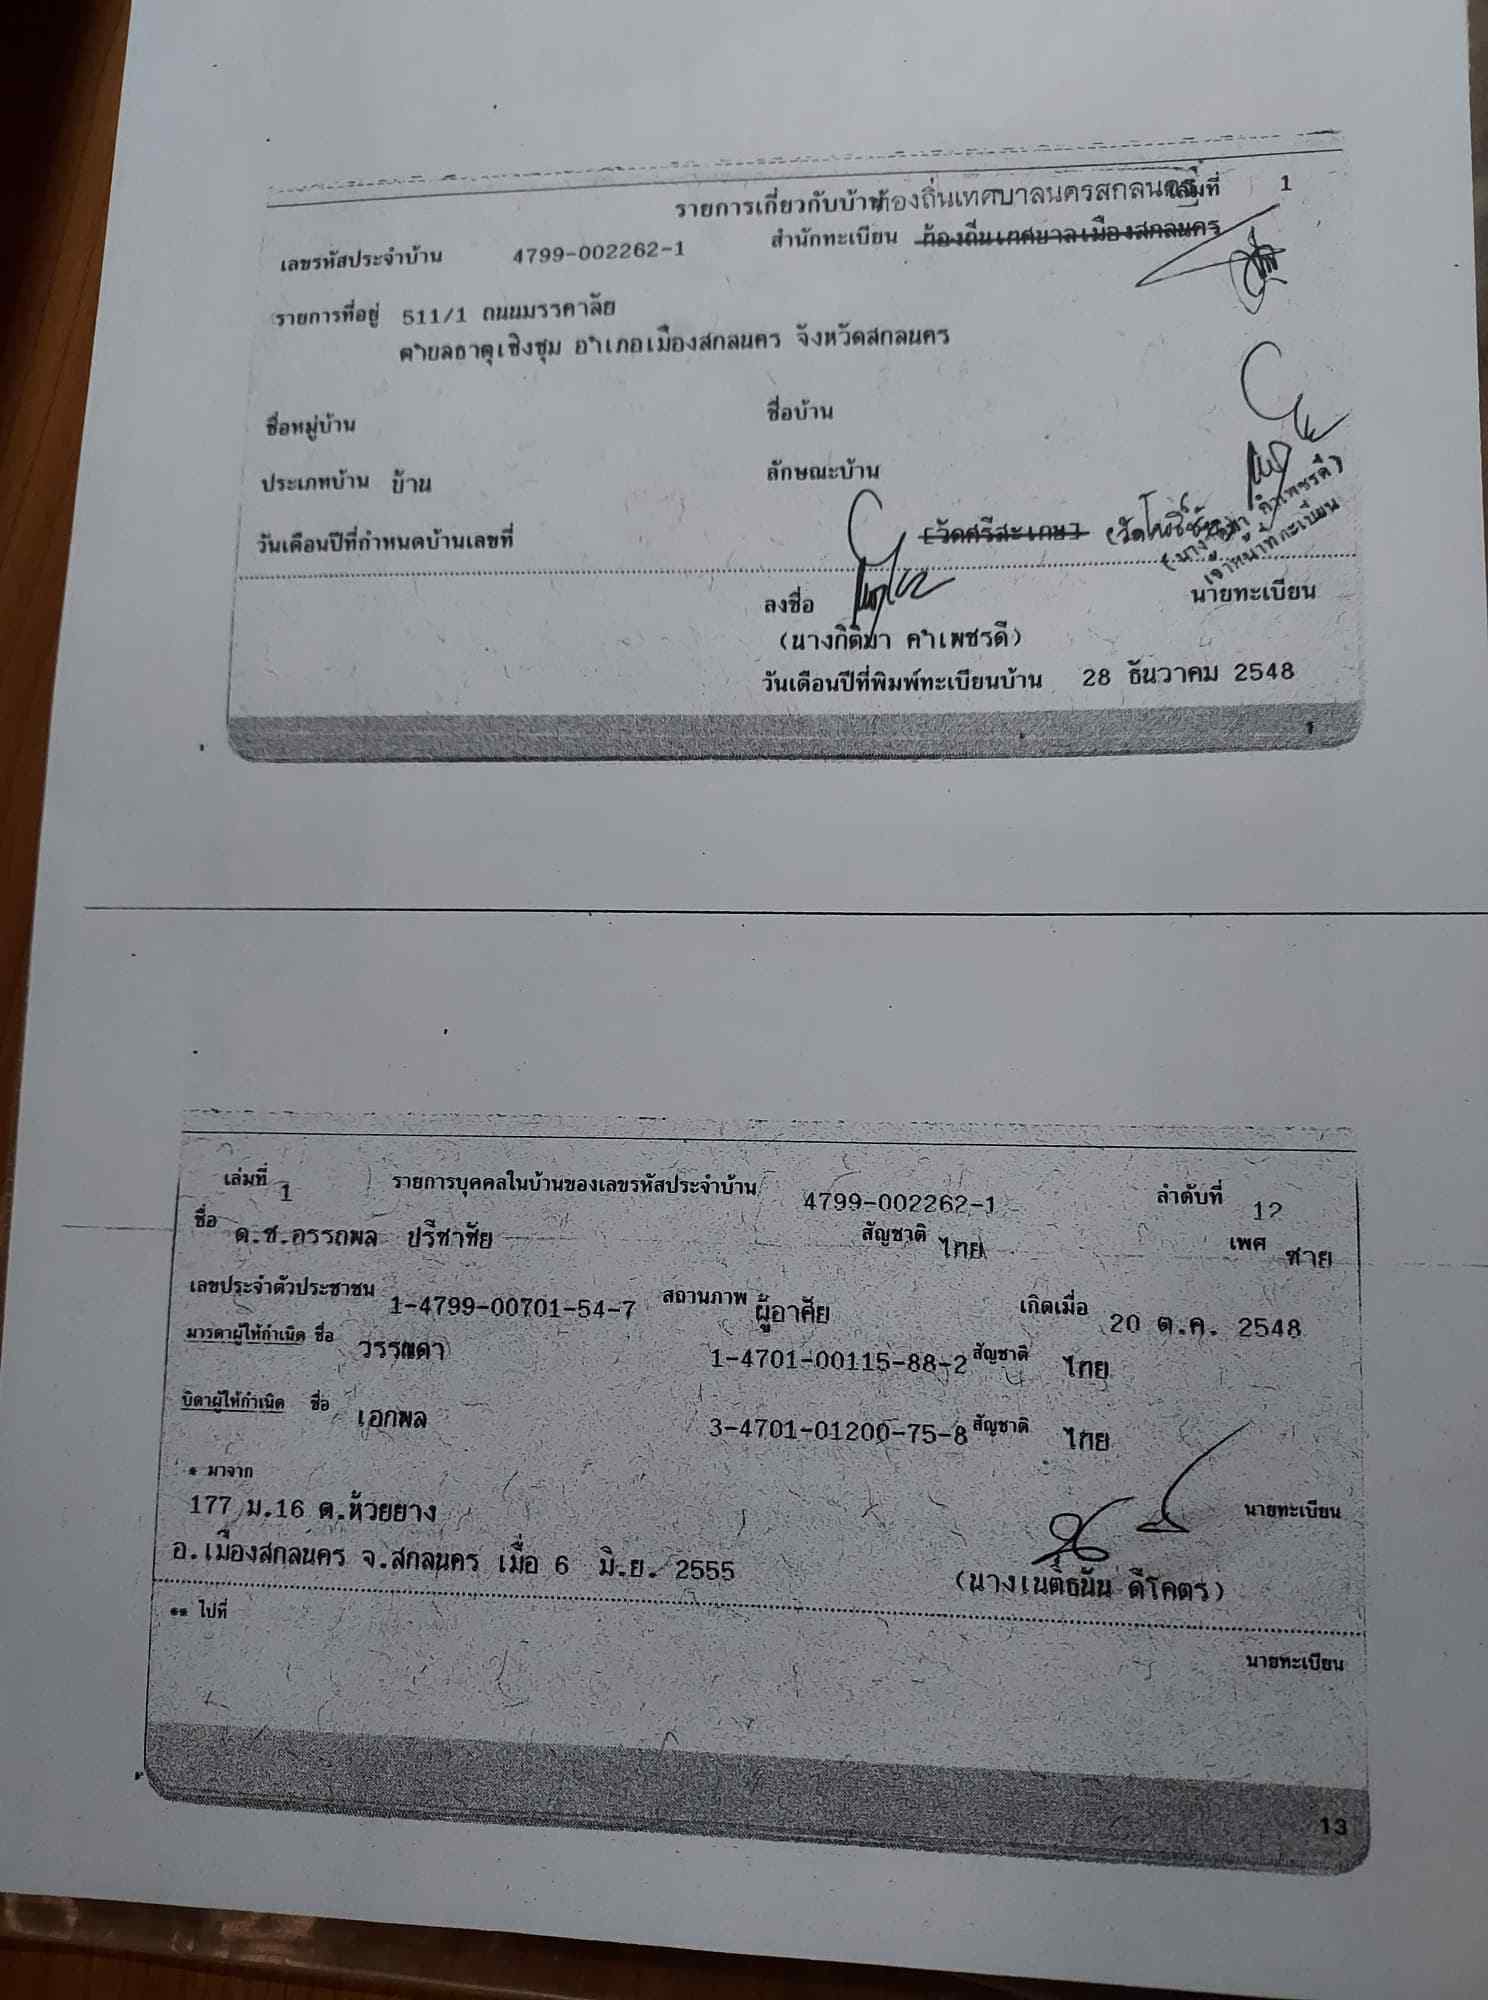 รายการเกี่ยวกับบ้าน ท้องถิ่นเทศบาลนครสกลนคร เล่มที่ 1
เลขรหัสประจำบ้าน 4799-002262-1 สำนักทะเบียน ท้องถิ่นเทศบาลเมืองสกลนคร
รายการที่อยู่ 511/1 ถนนมรรคาลัย
ตำบลธาตุเชิงชุม อำเภอเมืองสกลนคร จังหวัดสกลนคร
ชื่อหมู่บ้าน ชื่อบ้าน
ประเภทบ้าน บ้าน ลักษณะบ้าน
วันเดือนปีที่กำหนดบ้านเลขที่ (วัดศรีสะเกษ) (วัดโพธิ์ชัย)
(นางกิติมา คำเพชรดี)
เจ้าหน้าที่ทะเบียน
ลงชื่อ นายทะเบียน
(นางกิติมา คำเพชรดี)
วันเดือนปีที่พิมพ์ทะเบียนบ้าน 28 ธันวาคม 2548
1
เล่มที่ 1 รายการบุคคลในบ้านของเลขรหัสประจำบ้าน 4799-002262-1 ลำดับที่ 12
ชื่อ ด.ช.อรรถพล ปรีชาชัย สัญชาติ ไทย เพศ ชาย
เลขประจำตัวประชาชน 1-4799-00701-54-7 สถานภาพ ผู้อาศัย เกิดเมื่อ 20 ต.ค. 2548
มารดาผู้ให้กำเนิด ชื่อ วรรณดา 1-4701-00115-88-2 สัญชาติ ไทย
บิดาผู้ให้กำเนิด ชื่อ เอกพล 3-4701-01200-75-8 สัญชาติ ไทย
* มาจาก
177 ม.16 ต.ห้วยยาง นายทะเบียน
อ.เมืองสกลนคร จ.สกลนคร เมื่อ 6 มิ.ย. 2555 (นางเนติธนัน ดีโคตร)
** ไปที่
นายทะเบียน
13